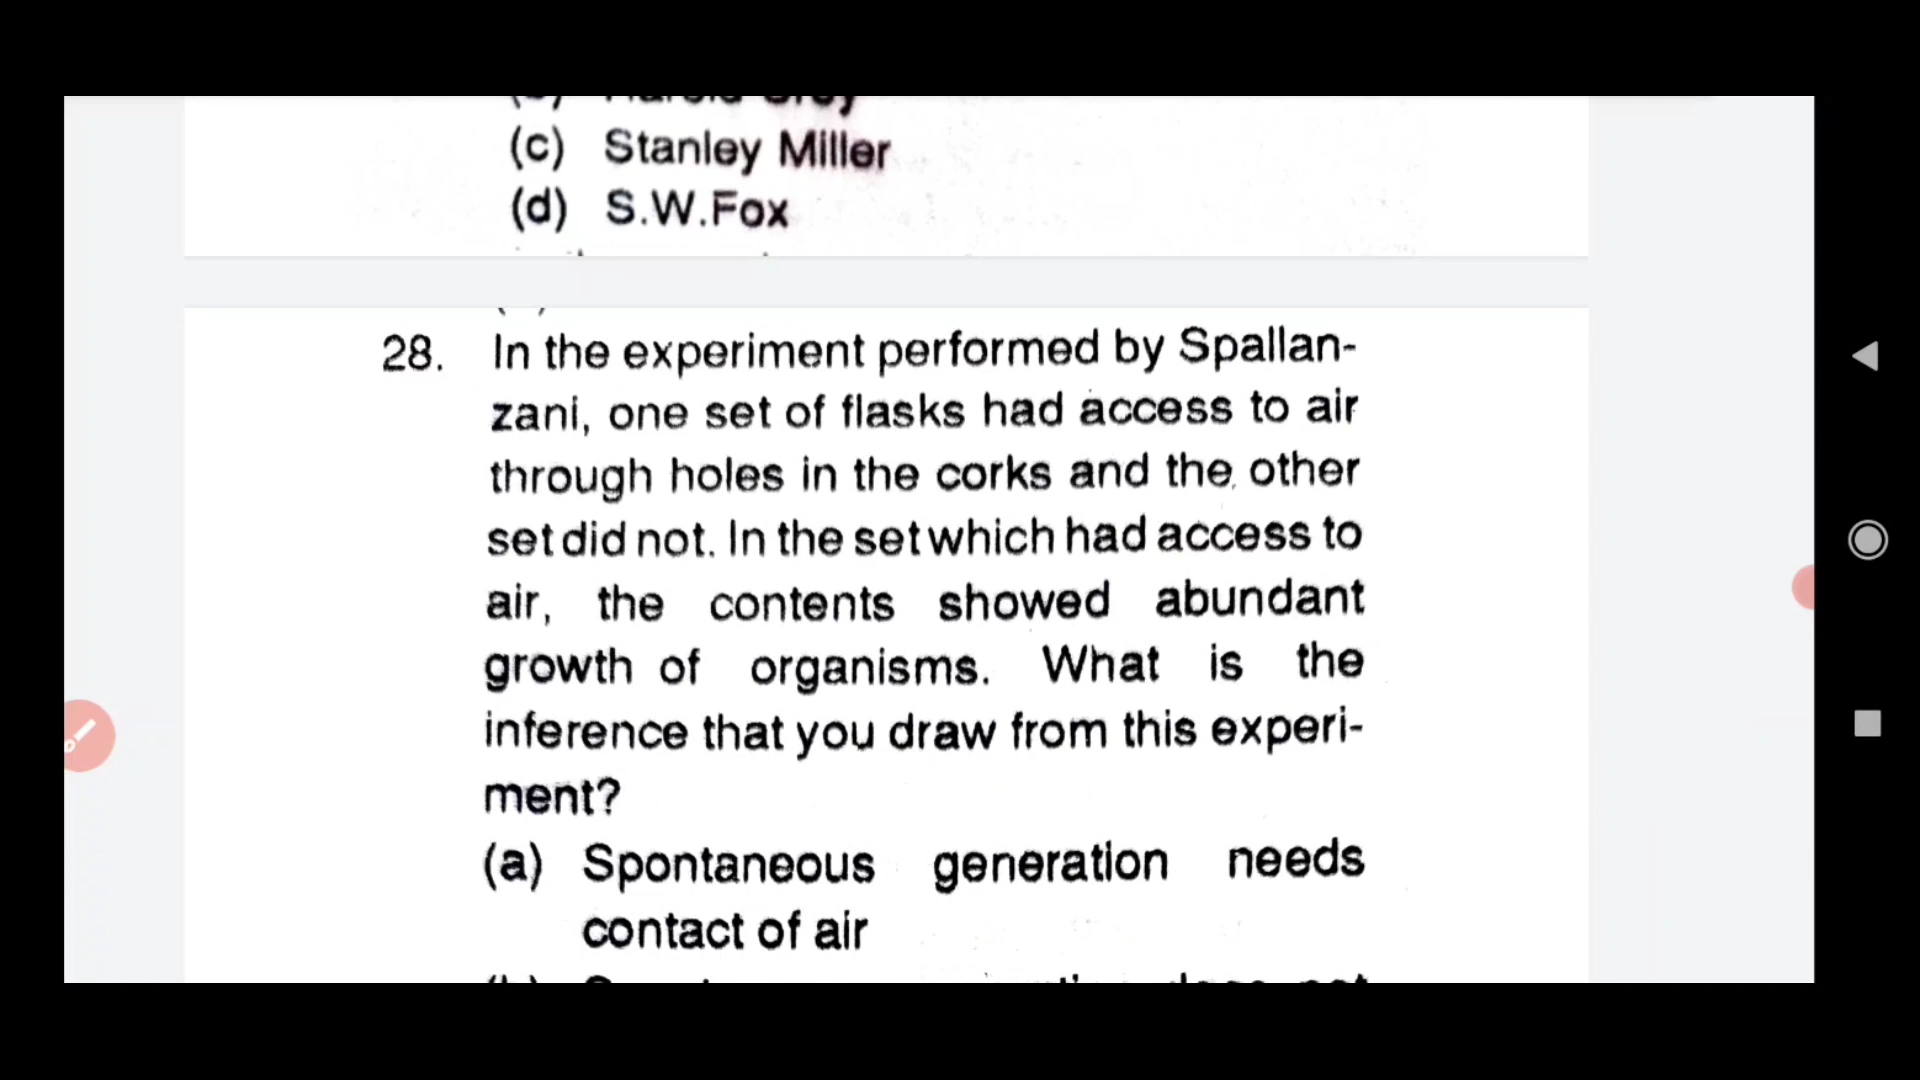 (c) Stanley Miller
(d) S.W.Fox
28. In the experiment performed by Spallan-
zani, one set of flasks had access to air
through holes in the corks and the other
set did not. In the set which had access to
air, the contents showed abundant
growth of organisms. What is the
inference that you draw from this experi-
ment?
(a) Spontaneous generation needs
contact of air